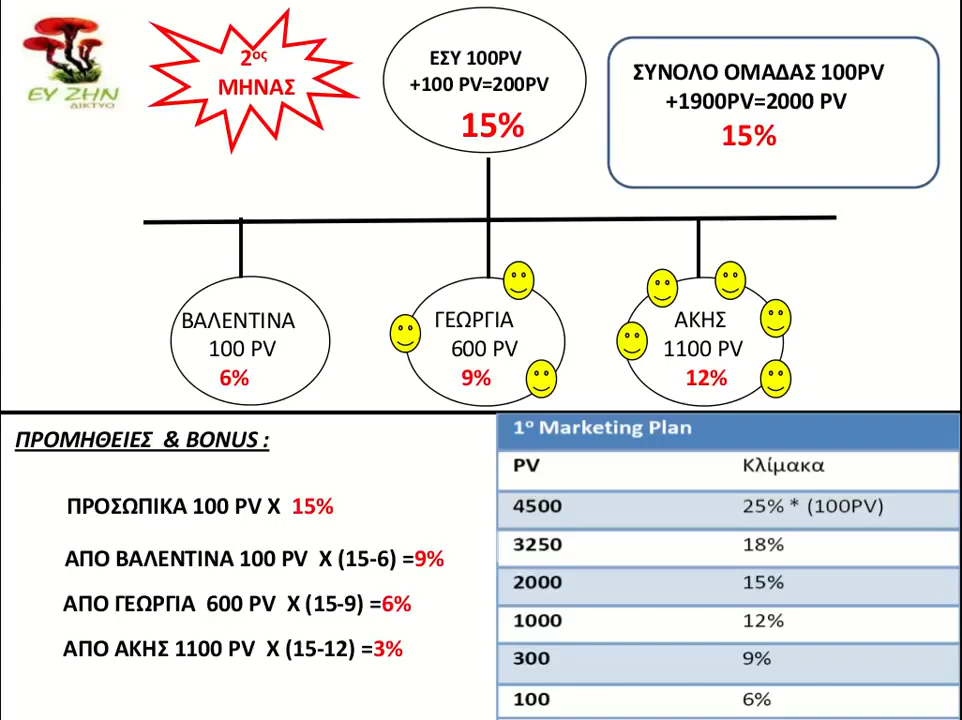 ΕΥ ΖΗΝ
ΔΙΚΤΥΟ
2ος
ΜΗΝΑΣ
ΕΣΥ 100PV
+100 PV=200PV
15%
ΣΥΝΟΛΟ ΟΜΑΔΑΣ 100PV
+1900PV=2000 PV
15%
ΒΑΛΕΝΤΙΝΑ
100 PV
6%
ΓΕΩΡΓΙΑ
600 PV
9%
ΑΚΗΣ
1100 PV
12%
ΠΡΟΜΗΘΕΙΕΣ & BONUS :
ΠΡΟΣΩΠΙΚΑ 100 PV X 15%
ΑΠΟ ΒΑΛΕΝΤΙΝΑ 100 PV X (15-6) =9%
ΑΠΟ ΓΕΩΡΓΙΑ 600 PV X (15-9) =6%
ΑΠΟ ΑΚΗΣ 1100 PV X (15-12) =3%
1ο Marketing Plan
PV Κλίμακα
4500 25% * (100PV)
3250 18%
2000 15%
1000 12%
300 9%
100 6%